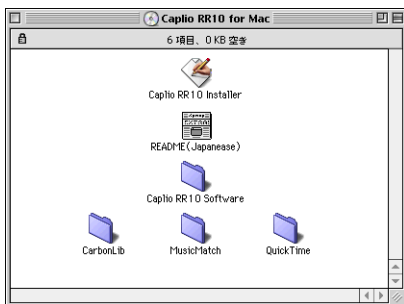 Caplio RR10 for Mac
6 項目、0 KB 空き
Caplio RR10 Installer
README(Japanease)
Caplio RR10 Software
CarbonLib
MusicMatch
QuickTime